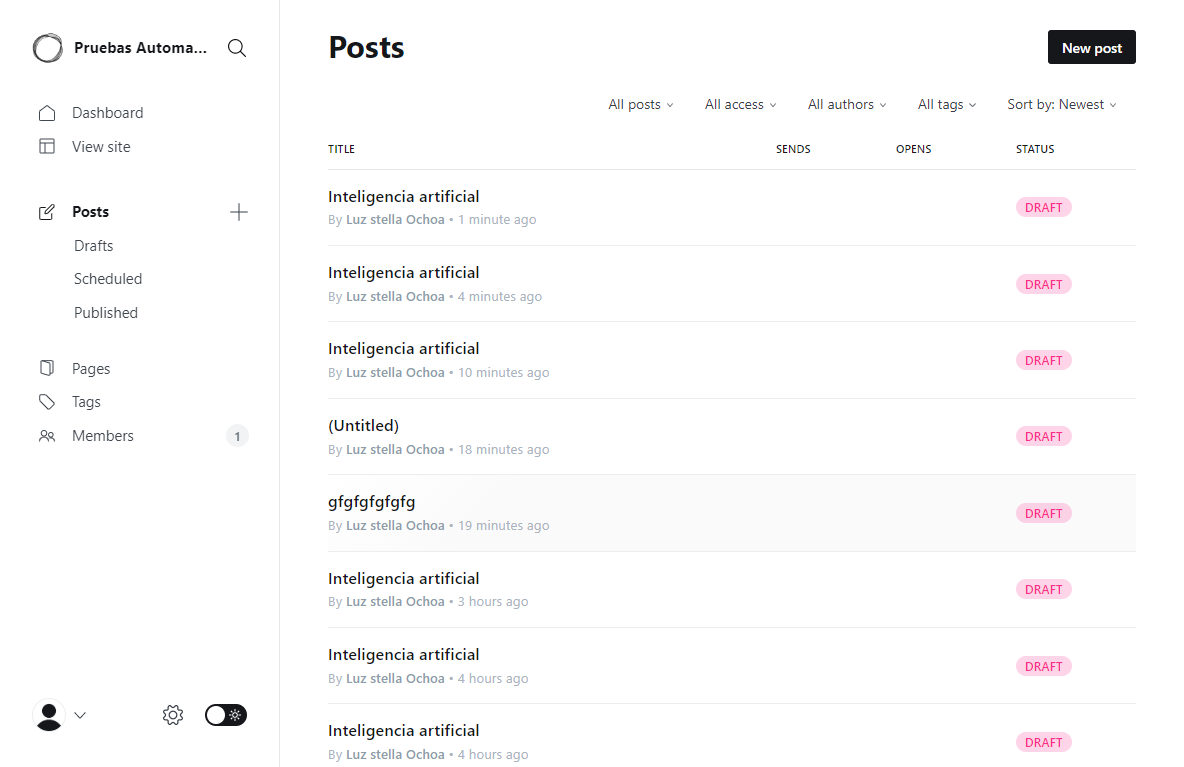 Pruebas Automa...
Dashboard
View site
Posts
Drafts
Scheduled
Published
Pages
Tags
Members 1
Posts
New post
All posts All access All authors All tags Sort by: Newest
TITLE SENDS OPENS STATUS
Inteligencia artificial
By Luz stella Ochoa • 1 minute ago
DRAFT
Inteligencia artificial
By Luz stella Ochoa • 4 minutes ago
DRAFT
Inteligencia artificial
By Luz stella Ochoa • 10 minutes ago
DRAFT
(Untitled)
By Luz stella Ochoa • 18 minutes ago
DRAFT
gfgfgfgfgfg
By Luz stella Ochoa • 19 minutes ago
DRAFT
Inteligencia artificial
By Luz stella Ochoa • 3 hours ago
DRAFT
Inteligencia artificial
By Luz stella Ochoa • 4 hours ago
DRAFT
Inteligencia artificial
By Luz stella Ochoa • 4 hours ago
DRAFT